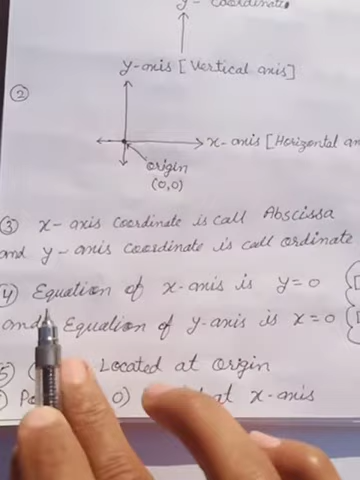 y-Coordinate
y-axis [Vertical axis]
②
x-axis [Horizontal
origin
(0,0)
③ x-axis coordinate is call Abscissa
and y-axis coordinate is call ordinate
④ Equation of x-axis is y=0
and Equation of y-axis is x=0
⑤ Located at origin
0) at x-axis